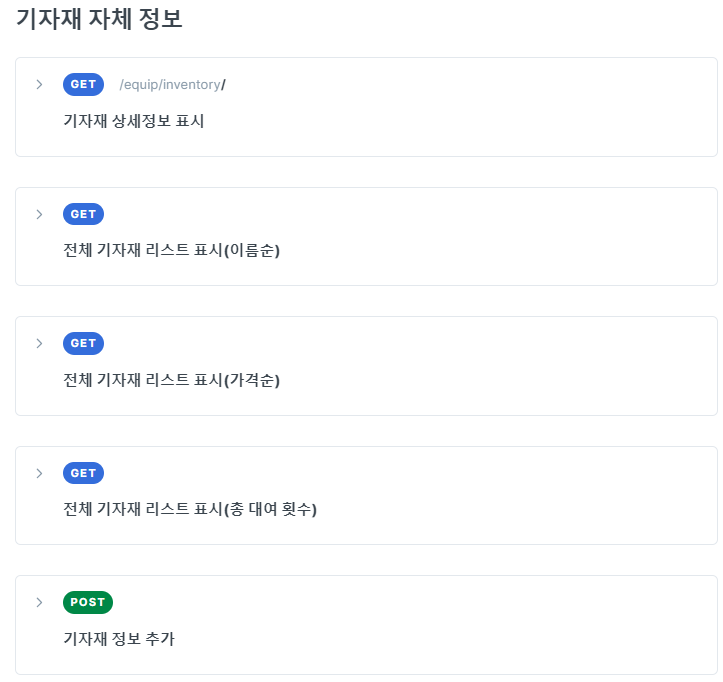 기자재 자체 정보
GET /equip/inventory/
기자재 상세정보 표시
GET
전체 기자재 리스트 표시(이름순)
GET
전체 기자재 리스트 표시(가격순)
GET
전체 기자재 리스트 표시(총 대여 횟수)
POST
기자재 정보 추가